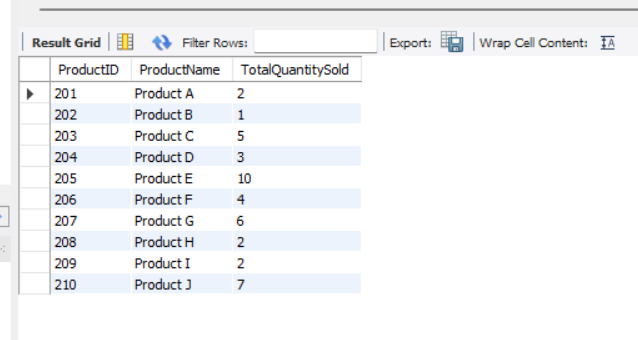 Result Grid Filter Rows: Export: Wrap Cell Content: IA
ProductID ProductName TotalQuantitySold
201 Product A 2
202 Product B 1
203 Product C 5
204 Product D 3
205 Product E 10
206 Product F 4
207 Product G 6
208 Product H 2
209 Product I 2
210 Product J 7